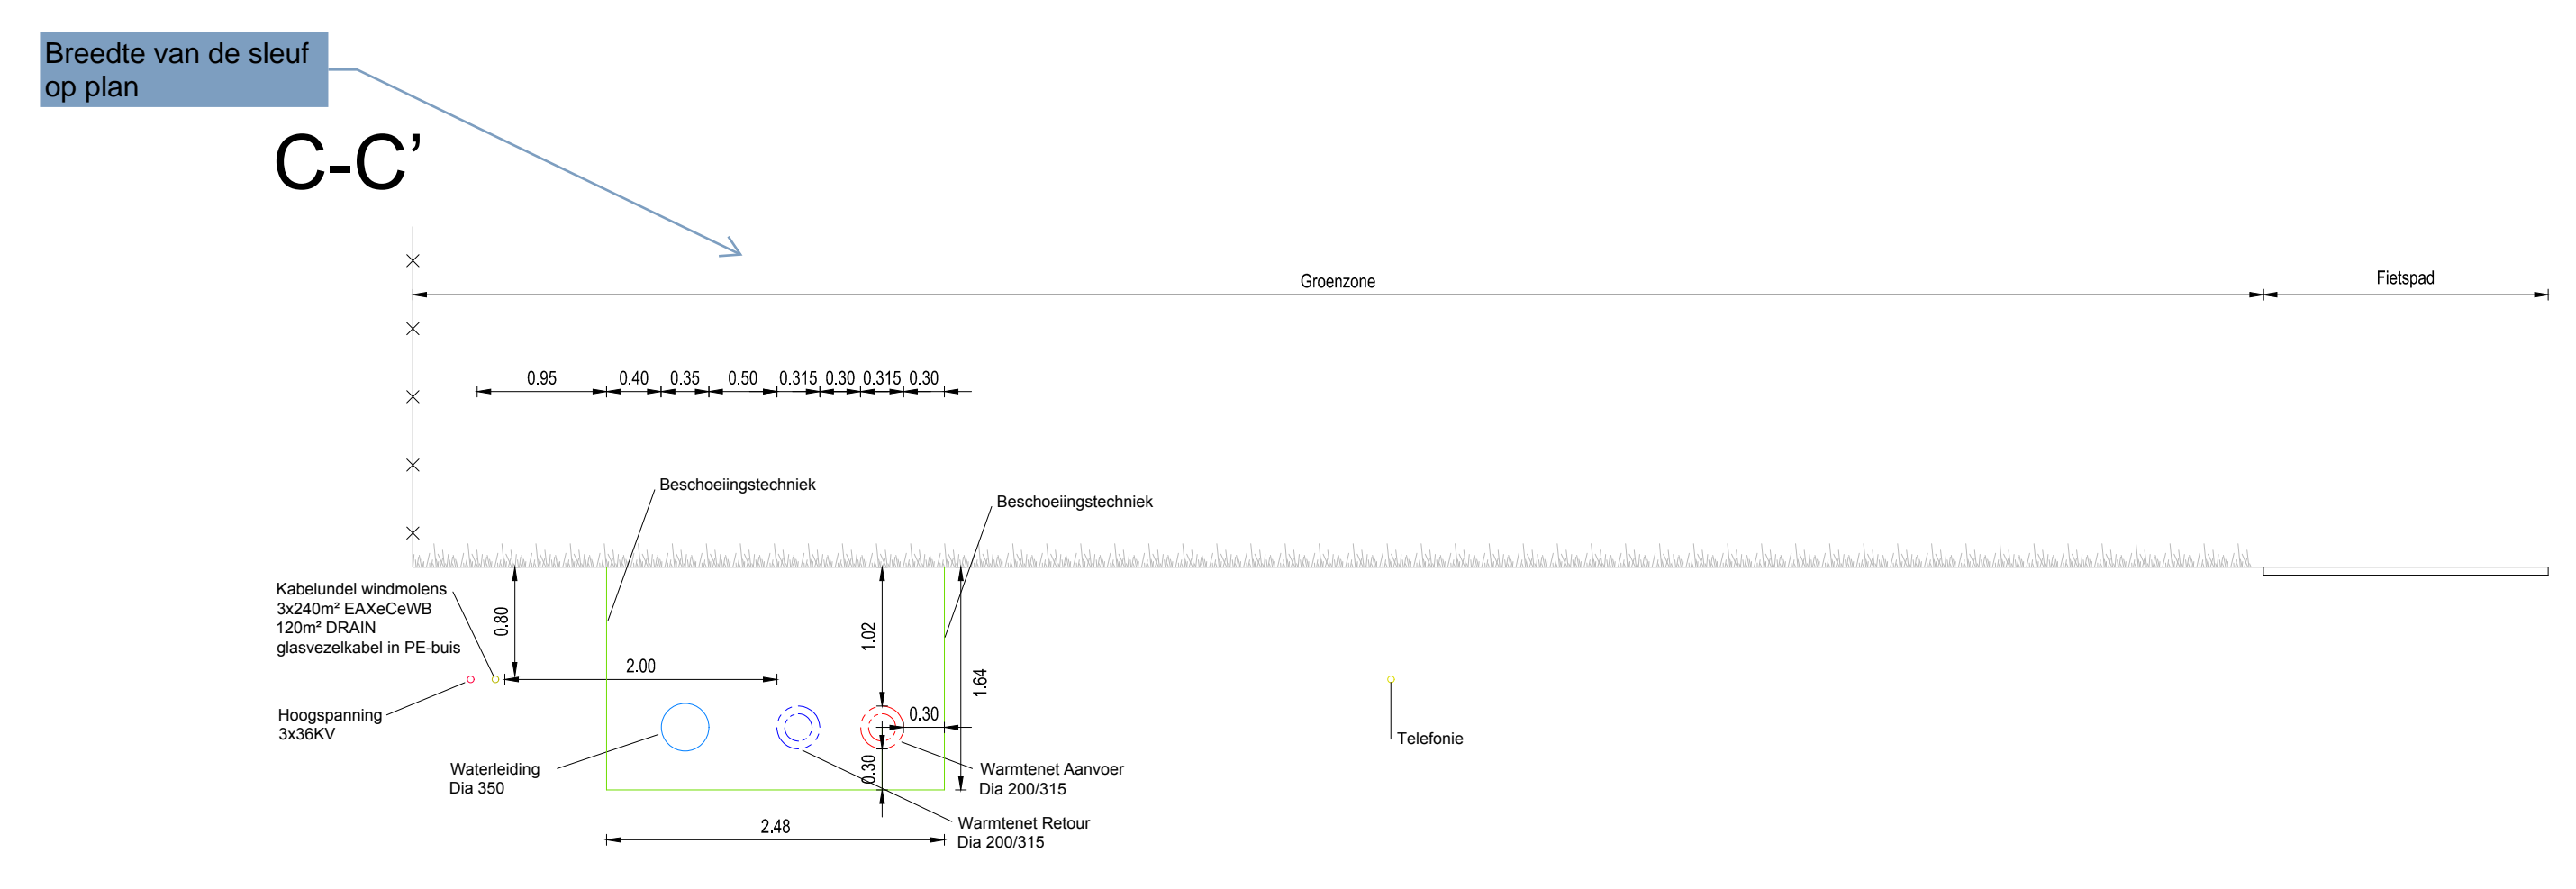 Breedte van de sleuf
op plan
C-C’
Groenzone
Fietspad
0.95
0.40
0.35
0.50
0.315
0.30
0.315
0.30
Beschoeiingstechniek
Beschoeiingstechniek
Kabelundel windmolens
3x240m² EAXeCeWB
120m² DRAIN
glasvezelkabel in PE-buis
0.80
2.00
1.02
1.64
0.30
0.30
Hoogspanning
3x36KV
Waterleiding
Dia 350
Warmtenet Aanvoer
Dia 200/315
Warmtenet Retour
Dia 200/315
2.48
Telefonie